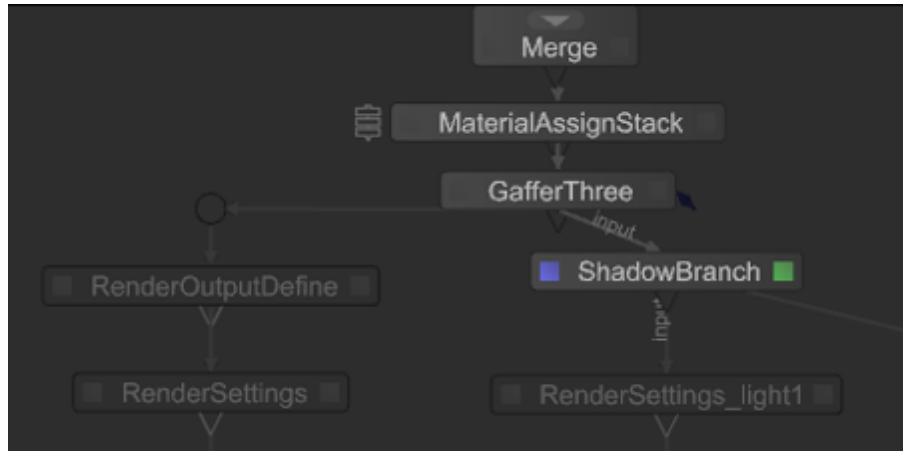 Merge
MaterialAssignStack
GafferThree
input
ShadowBranch
RenderOutputDefine
input
RenderSettings
RenderSettings_light1